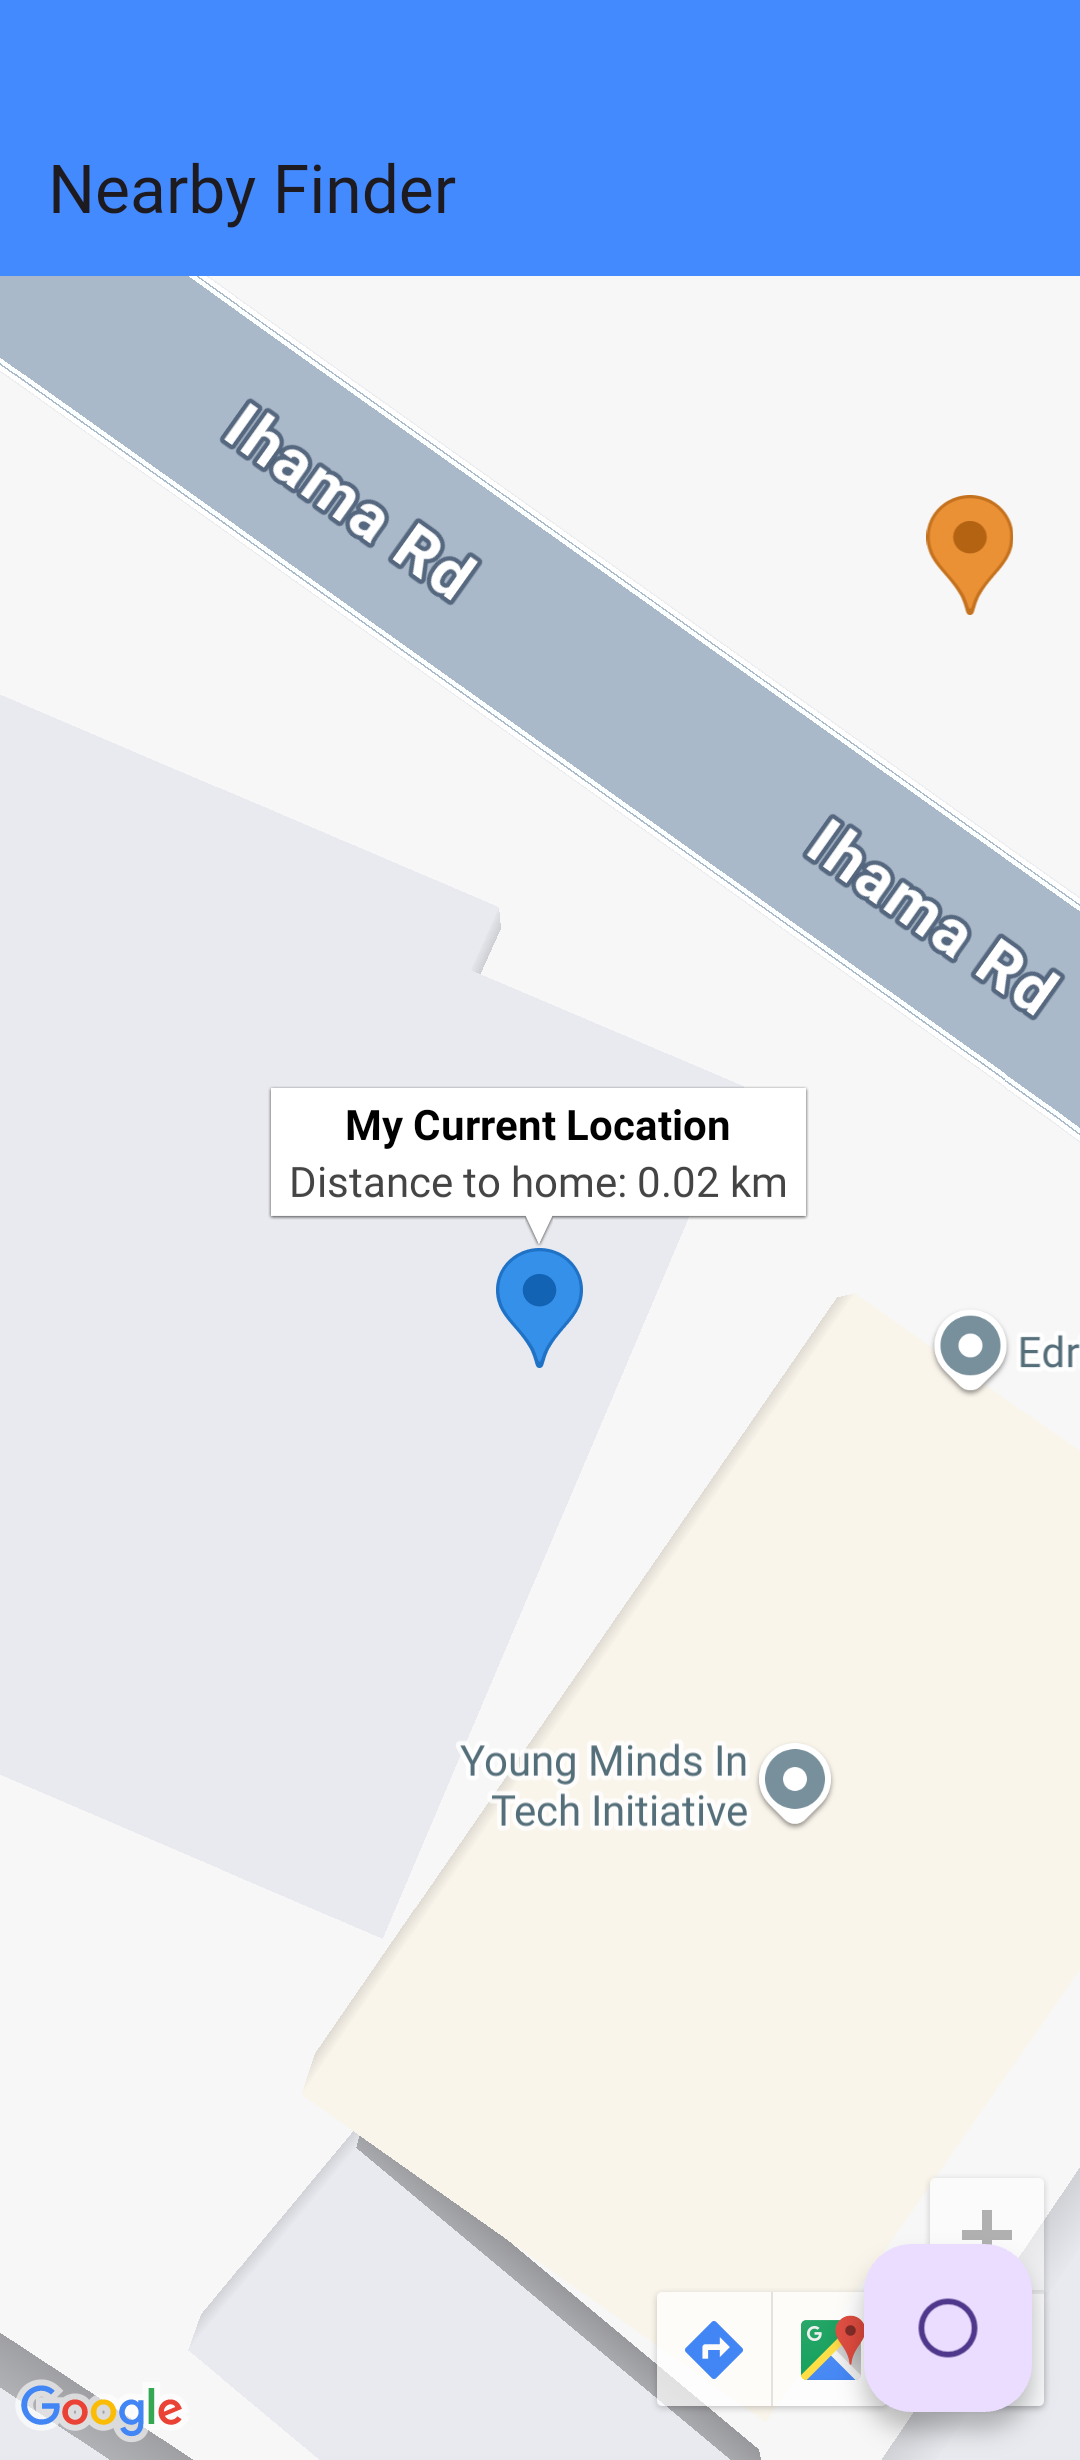 Nearby Finder
Ihama Rd
Ihama Rd
My Current Location
Distance to home: 0.02 km
Edr
Young Minds In
Tech Initiative
G
Google